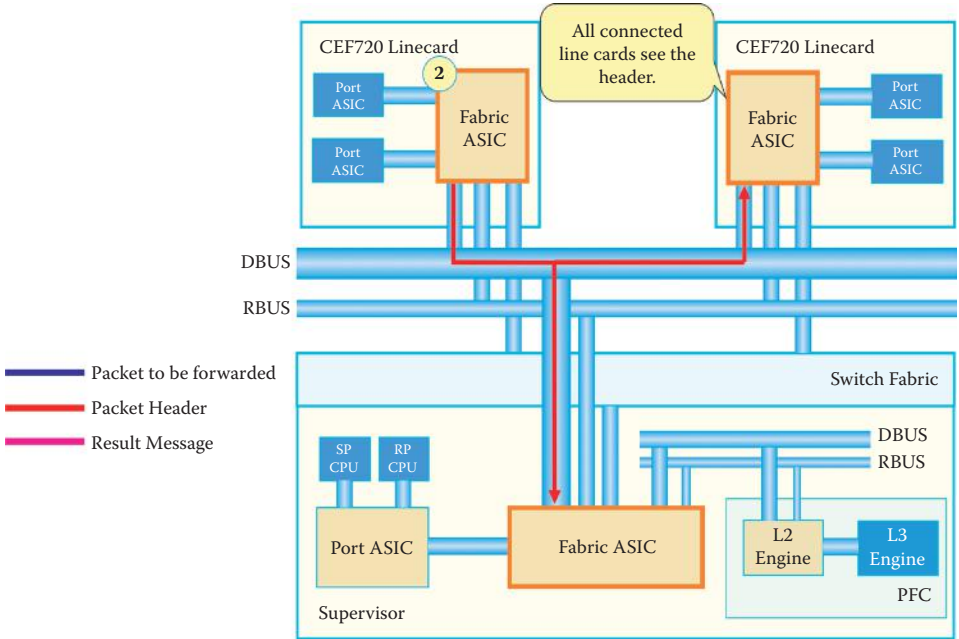 CEF720 Linecard
2
Port
ASIC
Port
ASIC
Fabric
ASIC
All connected
line cards see the
header.
CEF720 Linecard
Fabric
ASIC
Port
ASIC
Port
ASIC
DBUS
RBUS
Packet to be forwarded
Packet Header
Result Message
Switch Fabric
SP
CPU
RP
CPU
Port ASIC
Fabric ASIC
DBUS
RBUS
L2
Engine
L3
Engine
PFC
Supervisor